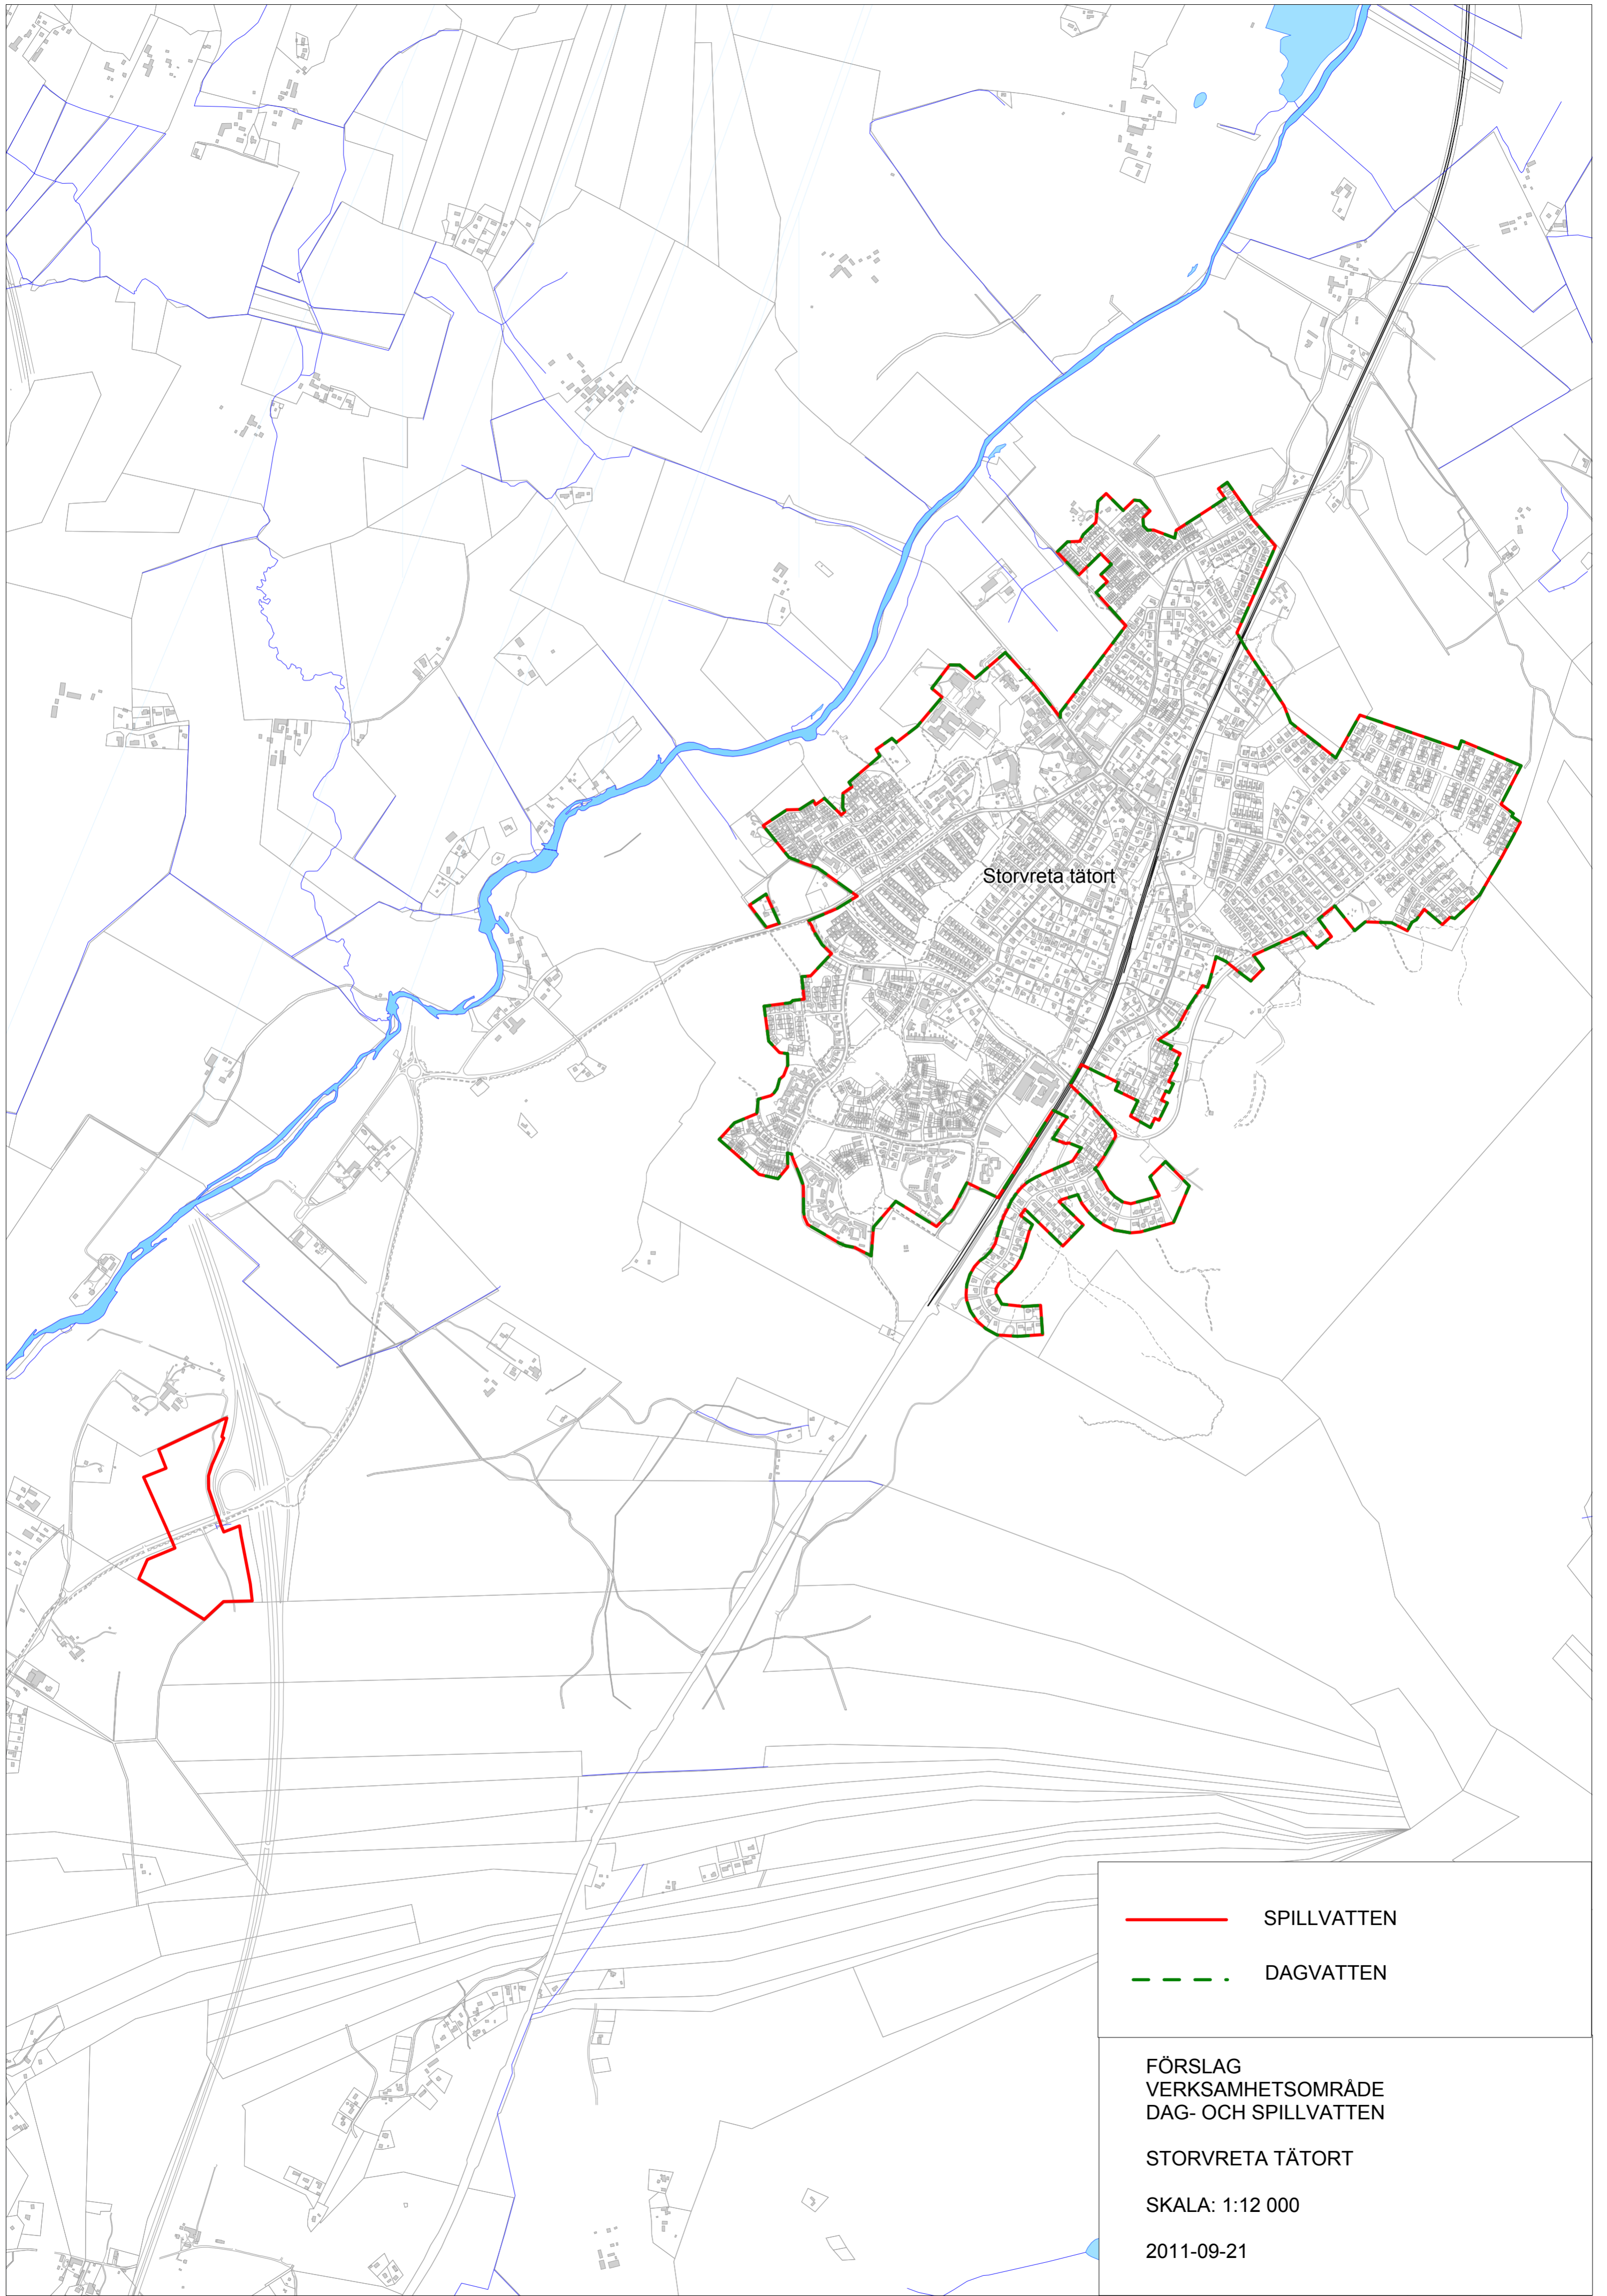 Storvreta tätort
SPILLVATTEN
DAGVATTEN
FÖRSLAG
VERKSAMHETSOMRÅDE
DAG- OCH SPILLVATTEN
STORVRETA TÄTORT
SKALA: 1:12 000
2011-09-21